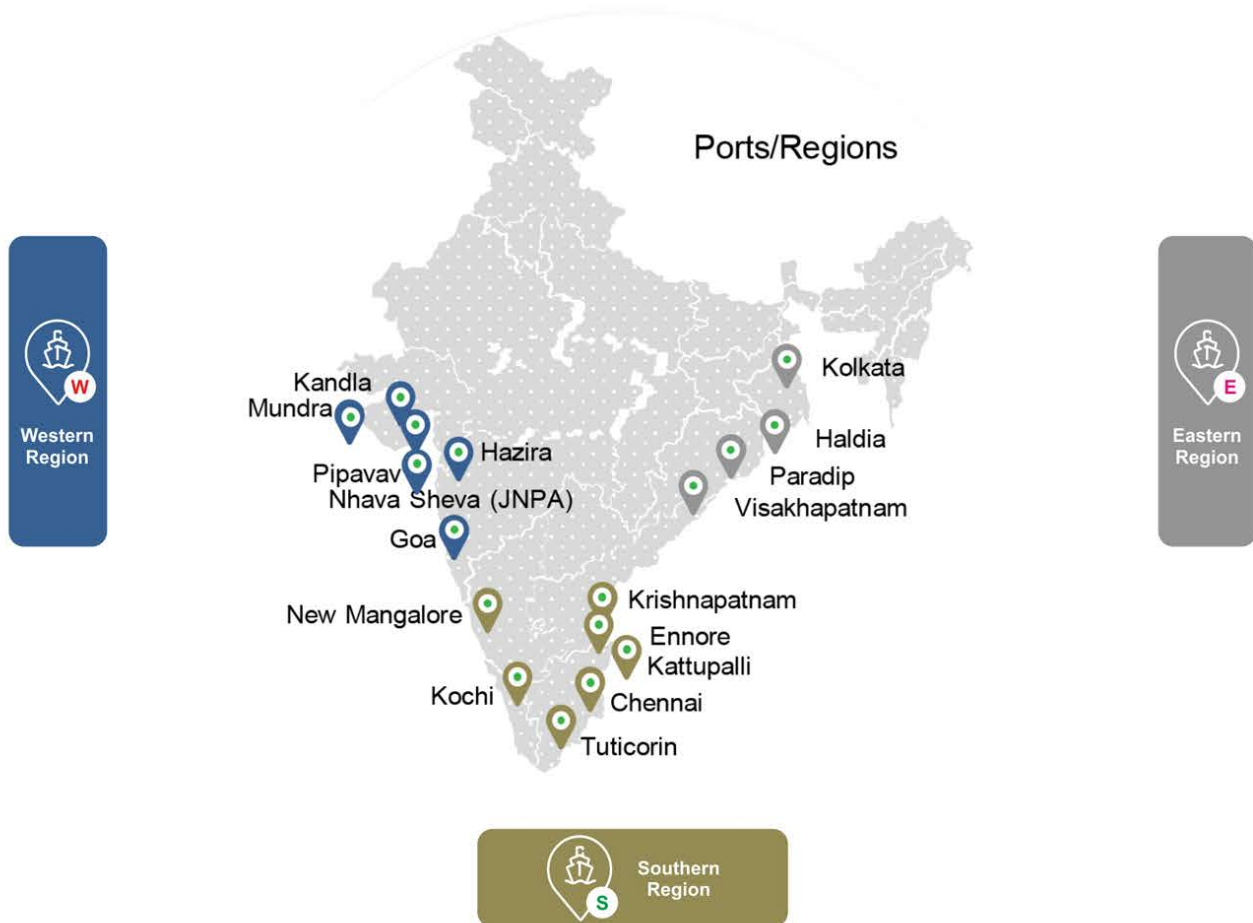 Ports/Regions
W
Western
Region
Kandla
Mundra
Pipavav
Hazira
Nhava Sheva (JNPA)
Goa
New Mangalore
Kochi
Kolkata
Haldia
Paradip
Visakhapatnam
Krishnapatnam
Ennore
Kattupalli
Chennai
Tuticorin
E
Eastern
Region
S
Southern
Region